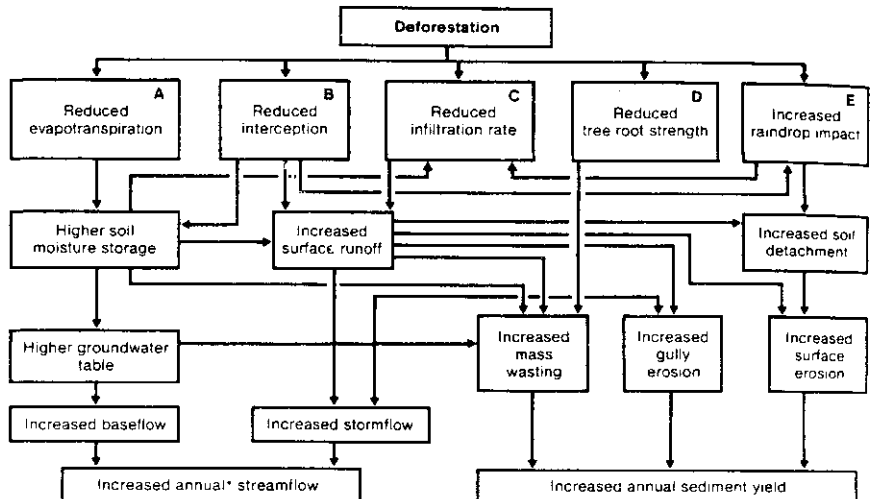 Deforestation
A
Reduced
evapotranspiration
B
Reduced
interception
C
Reduced
infiltration rate
D
Reduced
tree root strength
E
Increased
raindrop impact
Higher soil
moisture storage
Increased
surface runoff
Increased soil
detachment
Higher groundwater
table
Increased
mass
wasting
Increased
gully
erosion
Increased
surface
erosion
Increased baseflow
Increased stormflow
Increased annual* streamflow
Increased annual sediment yield